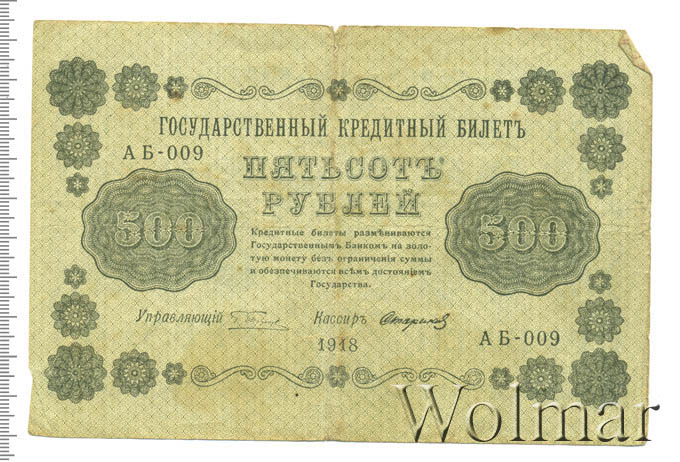 ГОСУДАРСТВЕННЫЙ КРЕДИТНЫЙ БИЛЕТЪ
АБ-009
ПЯТЬСОТЪ
РУБЛЕЙ
500
500
Кредитные билеты размѣниваются
Государственнымъ Банкомъ на золо-
тую монету безъ ограниченія суммы
и обезпечиваются всѣмъ достояніемъ
Государства.
Управляющій
Кассиръ
1918
АБ-009
Wolmar